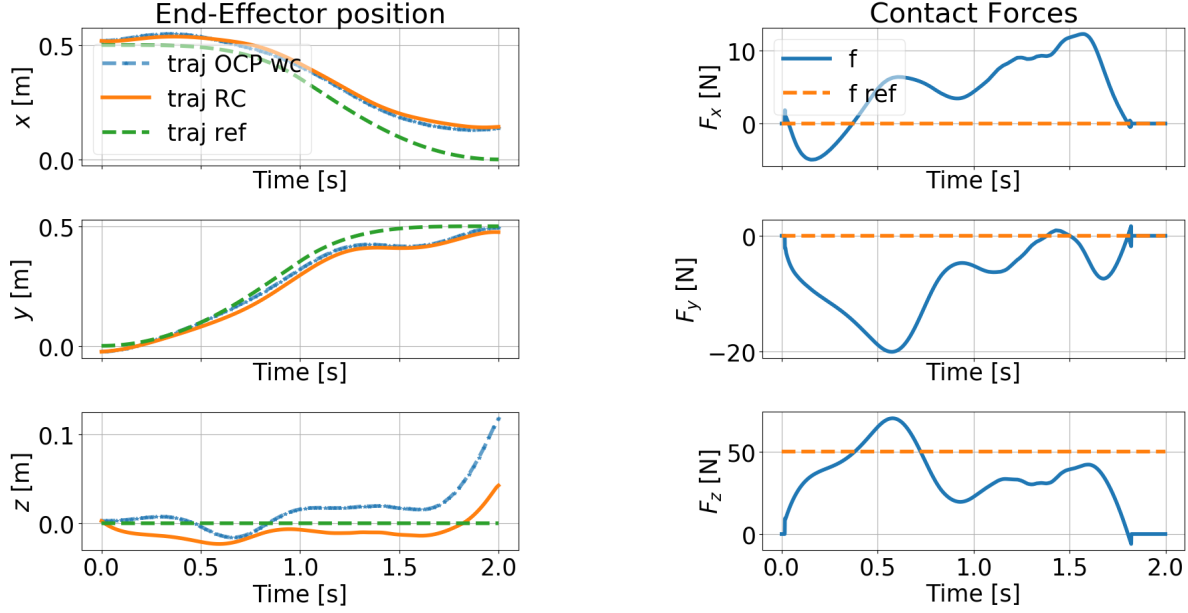 End-Effector position
0.5
0.0
x [m]
traj OCP wc
traj RC
traj ref
Time [s]
0.5
0.0
y [m]
Time [s]
0.1
0.0
z [m]
0.0 0.5 1.0 1.5 2.0
Time [s]
Contact Forces
10
0
F_x [N]
f
f ref
Time [s]
0
−20
F_y [N]
Time [s]
50
0
F_z [N]
0.0 0.5 1.0 1.5 2.0
Time [s]